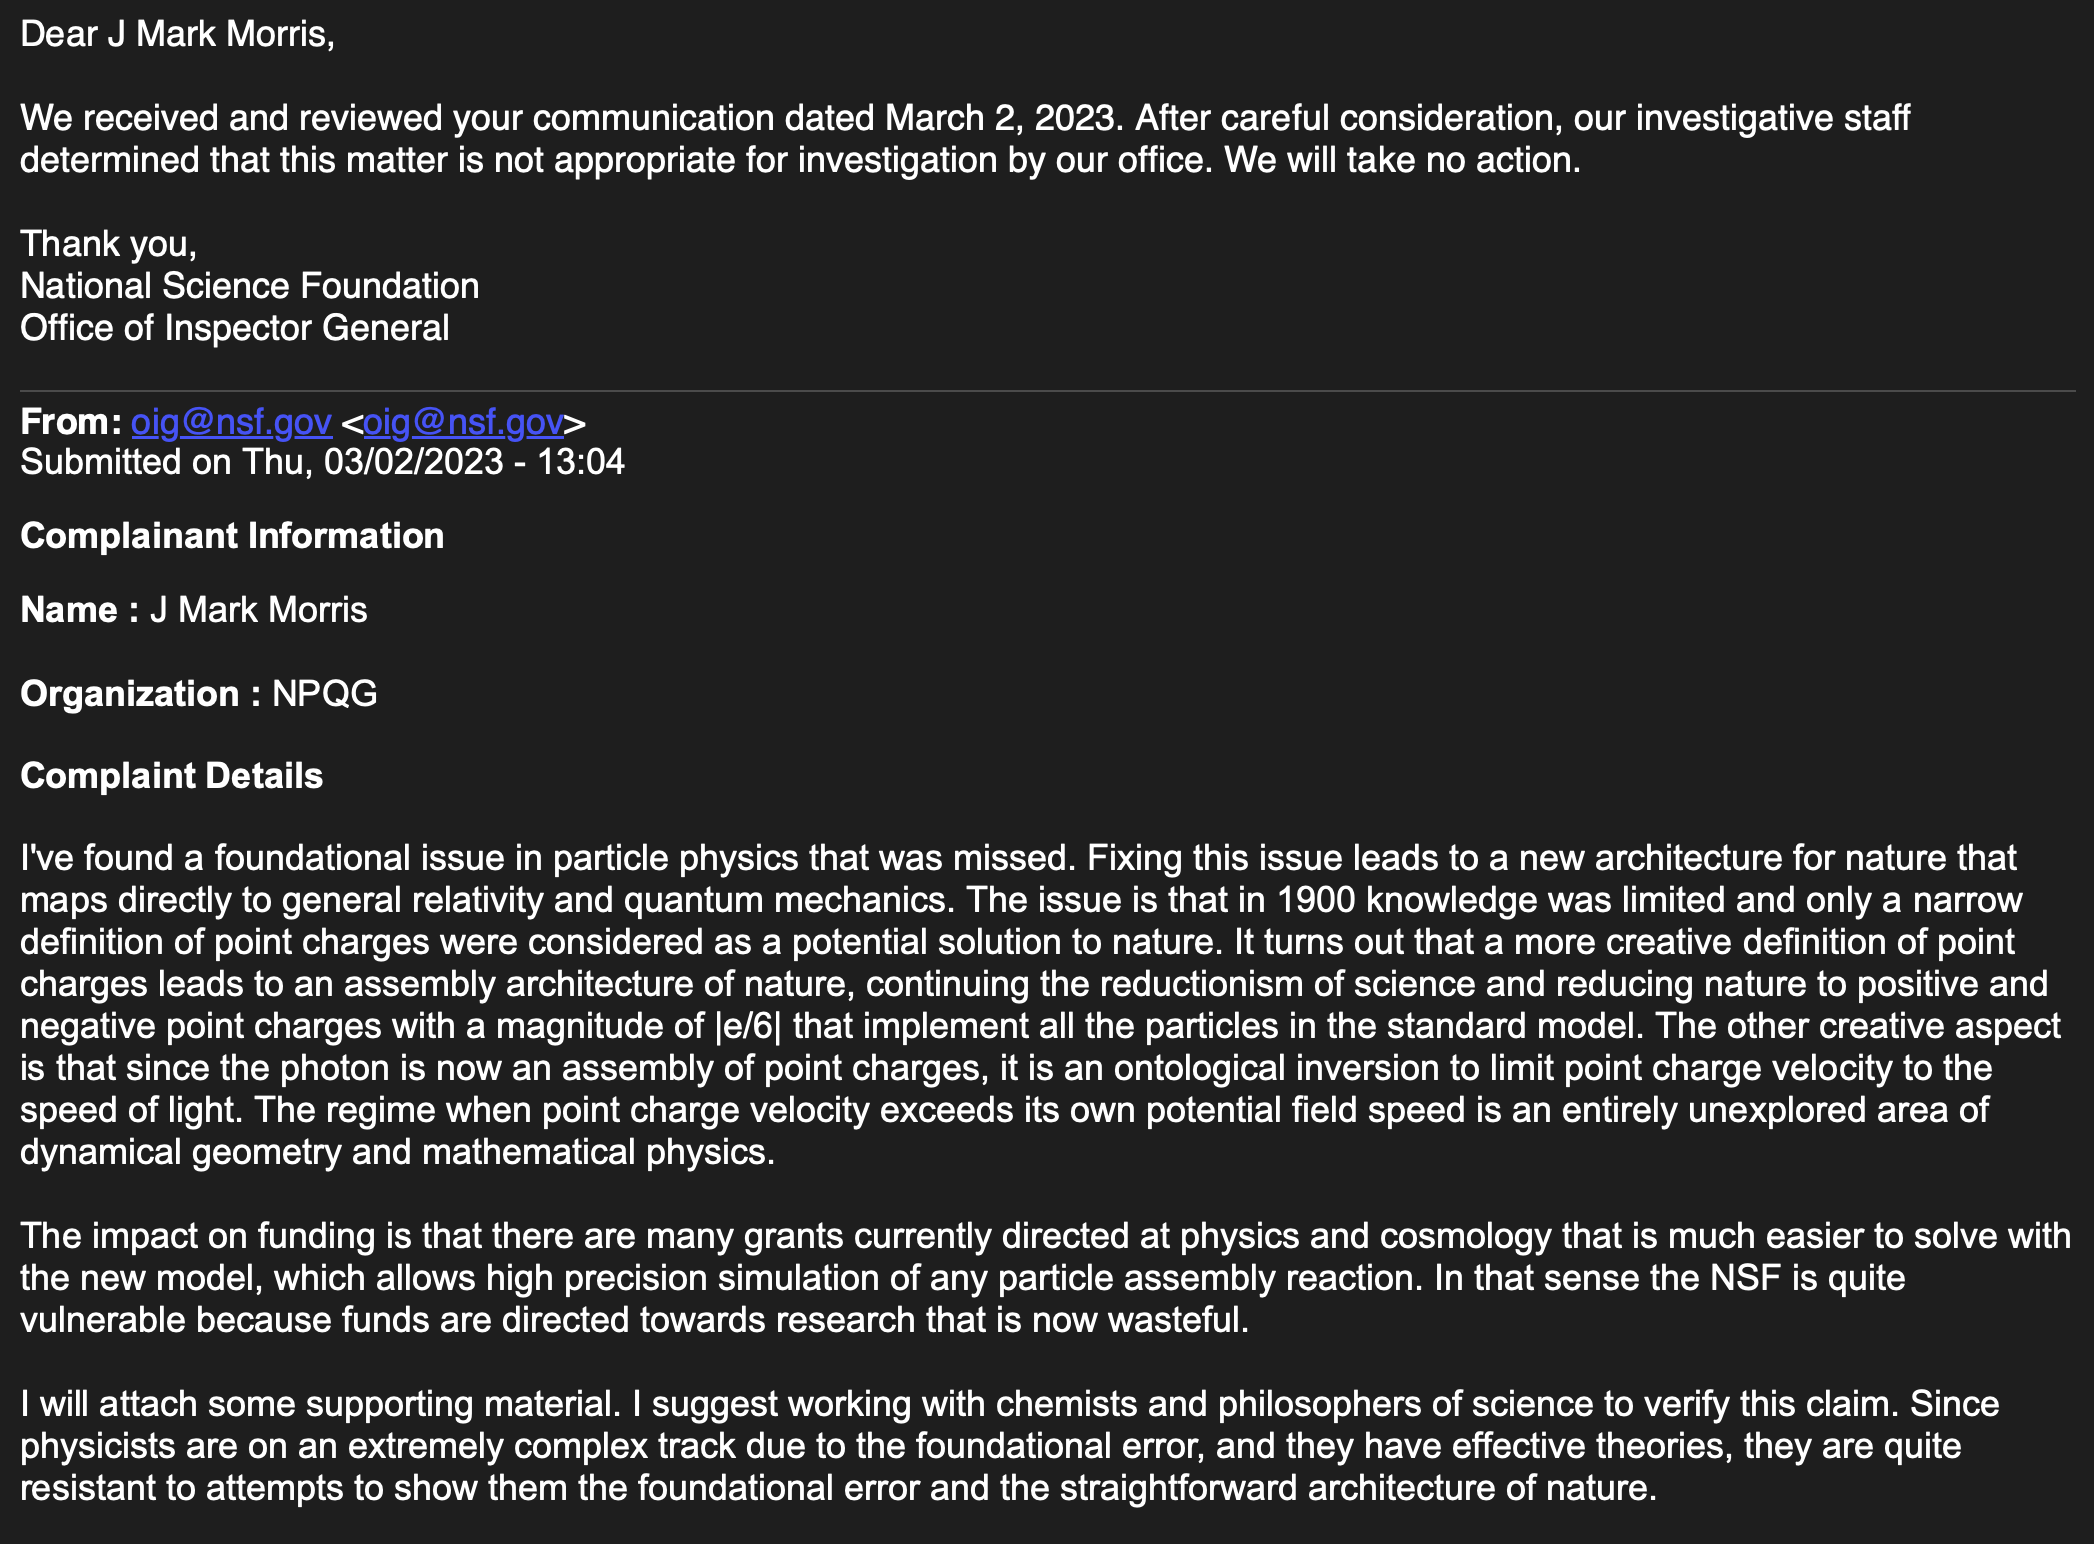 Dear J Mark Morris,
We received and reviewed your communication dated March 2, 2023. After careful consideration, our investigative staff
determined that this matter is not appropriate for investigation by our office. We will take no action.
Thank you,
National Science Foundation
Office of Inspector General
From: oig@nsf.gov <oig@nsf.gov>
Submitted on Thu, 03/02/2023 - 13:04
Complainant Information
Name : J Mark Morris
Organization : NPQG
Complaint Details
I've found a foundational issue in particle physics that was missed. Fixing this issue leads to a new architecture for nature that
maps directly to general relativity and quantum mechanics. The issue is that in 1900 knowledge was limited and only a narrow
definition of point charges were considered as a potential solution to nature. It turns out that a more creative definition of point
charges leads to an assembly architecture of nature, continuing the reductionism of science and reducing nature to positive and
negative point charges with a magnitude of |e/6| that implement all the particles in the standard model. The other creative aspect
is that since the photon is now an assembly of point charges, it is an ontological inversion to limit point charge velocity to the
speed of light. The regime when point charge velocity exceeds its own potential field speed is an entirely unexplored area of
dynamical geometry and mathematical physics.
The impact on funding is that there are many grants currently directed at physics and cosmology that is much easier to solve with
the new model, which allows high precision simulation of any particle assembly reaction. In that sense the NSF is quite
vulnerable because funds are directed towards research that is now wasteful.
I will attach some supporting material. I suggest working with chemists and philosophers of science to verify this claim. Since
physicists are on an extremely complex track due to the foundational error, and they have effective theories, they are quite
resistant to attempts to show them the foundational error and the straightforward architecture of nature.